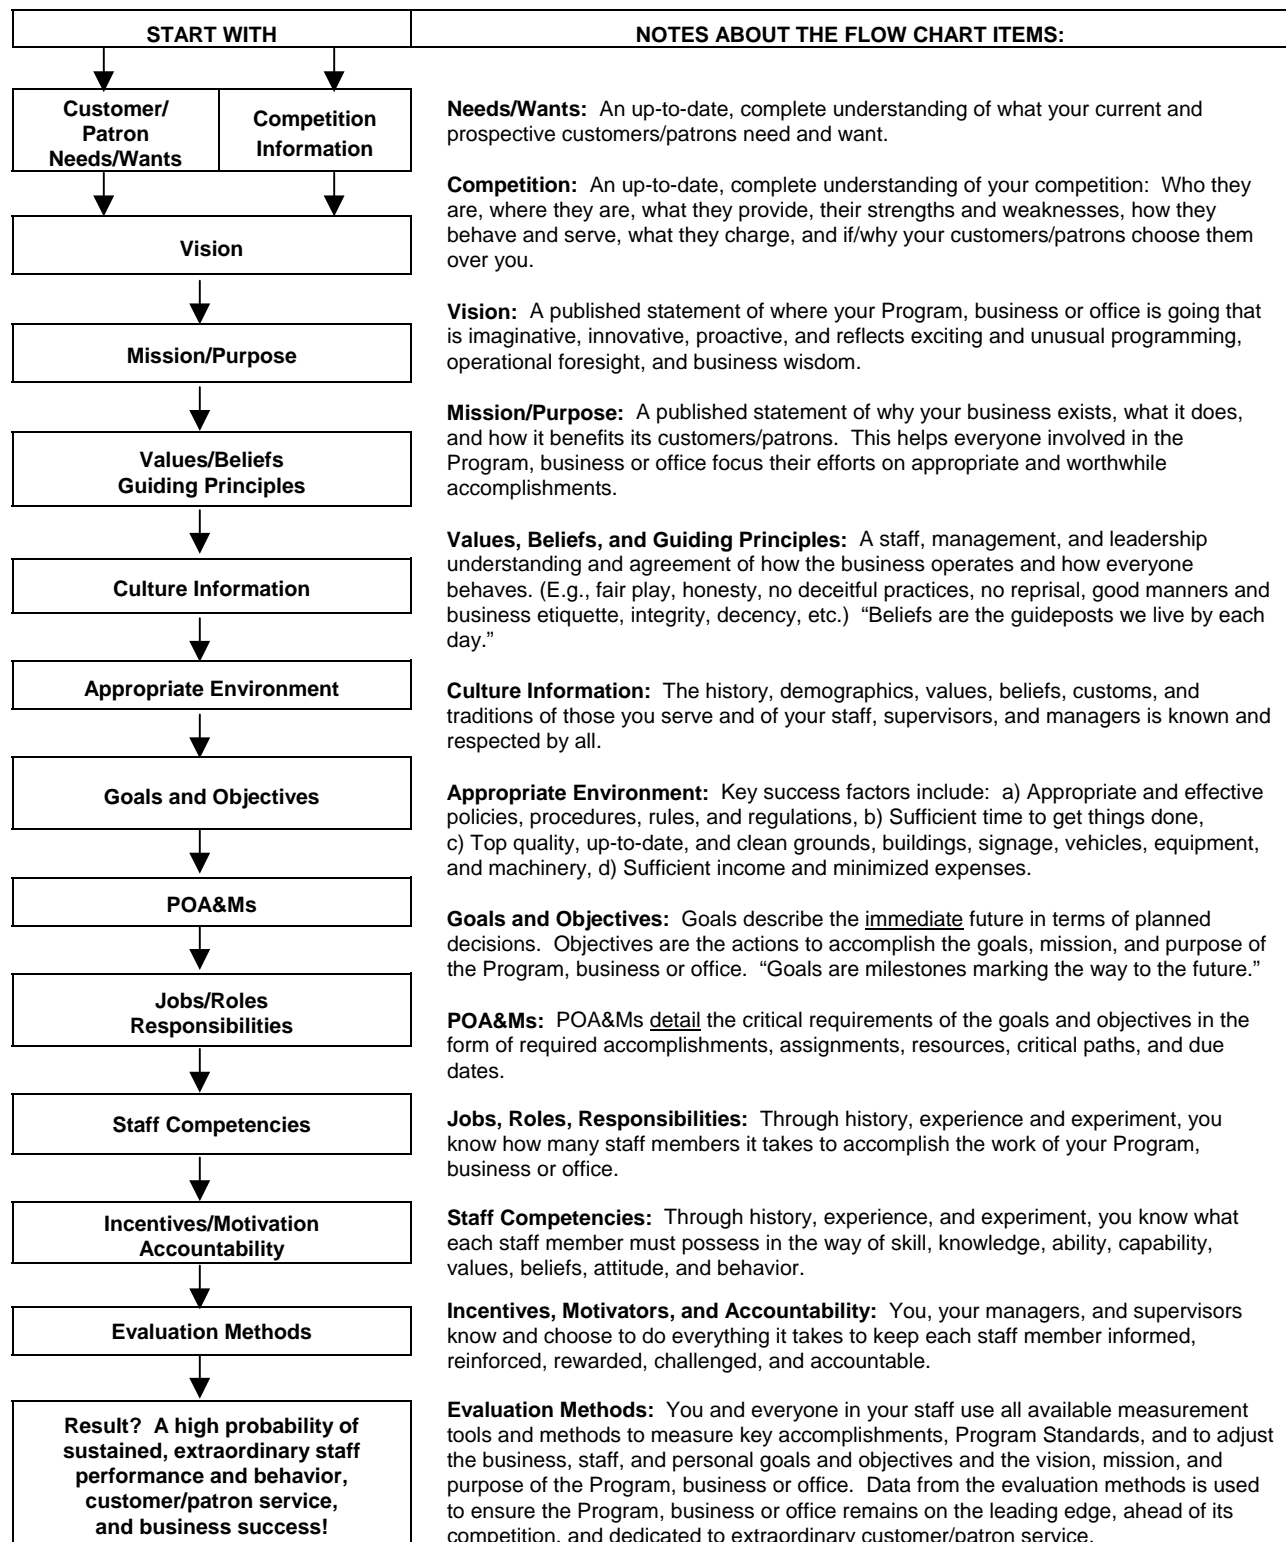 START WITH
NOTES ABOUT THE FLOW CHART ITEMS:
Customer/
Patron
Needs/Wants
Competition
Information
Vision
Mission/Purpose
Values/Beliefs
Guiding Principles
Culture Information
Appropriate Environment
Goals and Objectives
POA&Ms
Jobs/Roles
Responsibilities
Staff Competencies
Incentives/Motivation
Accountability
Evaluation Methods
Result?  A high probability of
sustained, extraordinary staff
performance and behavior,
customer/patron service,
and business success!
Needs/Wants:  An up-to-date, complete understanding of what your current and
prospective customers/patrons need and want.
Competition:  An up-to-date, complete understanding of your competition:  Who they
are, where they are, what they provide, their strengths and weaknesses, how they
behave and serve, what they charge, and if/why your customers/patrons choose them
over you.
Vision:  A published statement of where your Program, business or office is going that
is imaginative, innovative, proactive, and reflects exciting and unusual programming,
operational foresight, and business wisdom.
Mission/Purpose:  A published statement of why your business exists, what it does,
and how it benefits its customers/patrons.  This helps everyone involved in the
Program, business or office focus their efforts on appropriate and worthwhile
accomplishments.
Values, Beliefs, and Guiding Principles:  A staff, management, and leadership
understanding and agreement of how the business operates and how everyone
behaves. (E.g., fair play, honesty, no deceitful practices, no reprisal, good manners and
business etiquette, integrity, decency, etc.)  “Beliefs are the guideposts we live by each
day.”
Culture Information:  The history, demographics, values, beliefs, customs, and
traditions of those you serve and of your staff, supervisors, and managers is known and
respected by all.
Appropriate Environment:  Key success factors include:  a) Appropriate and effective
policies, procedures, rules, and regulations, b) Sufficient time to get things done,
c) Top quality, up-to-date, and clean grounds, buildings, signage, vehicles, equipment,
and machinery, d) Sufficient income and minimized expenses.
Goals and Objectives:  Goals describe the immediate future in terms of planned
decisions.  Objectives are the actions to accomplish the goals, mission, and purpose of
the Program, business or office.  “Goals are milestones marking the way to the future.”
POA&Ms:  POA&Ms detail the critical requirements of the goals and objectives in the
form of required accomplishments, assignments, resources, critical paths, and due
dates.
Jobs, Roles, Responsibilities:  Through history, experience and experiment, you
know how many staff members it takes to accomplish the work of your Program,
business or office.
Staff Competencies:  Through history, experience, and experiment, you know what
each staff member must possess in the way of skill, knowledge, ability, capability,
values, beliefs, attitude, and behavior.
Incentives, Motivators, and Accountability:  You, your managers, and supervisors
know and choose to do everything it takes to keep each staff member informed,
reinforced, rewarded, challenged, and accountable.
Evaluation Methods:  You and everyone in your staff use all available measurement
tools and methods to measure key accomplishments, Program Standards, and to adjust
the business, staff, and personal goals and objectives and the vision, mission, and
purpose of the Program, business or office.  Data from the evaluation methods is used
to ensure the Program, business or office remains on the leading edge, ahead of its
competition, and dedicated to extraordinary customer/patron service.